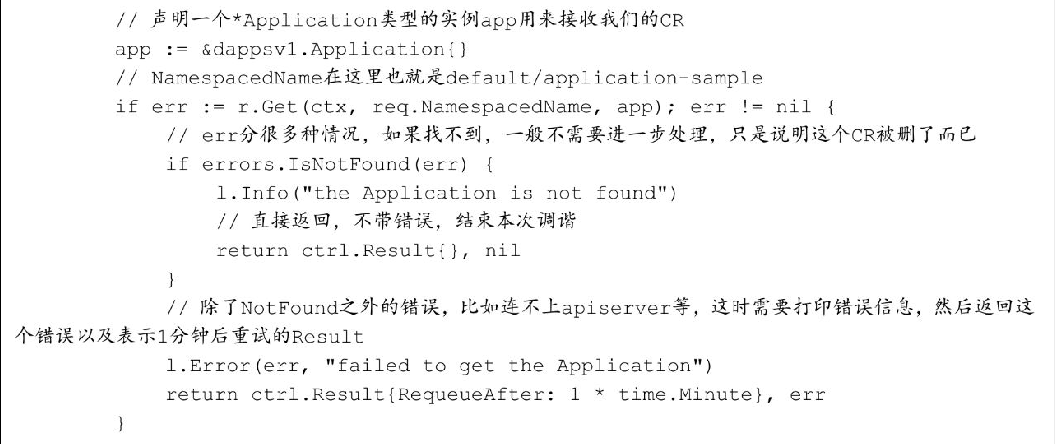 // 声明一个*Application类型的实例app用来接收我们的CR
app := &dappsv1.Application{}
// NamespacedName在这里也就是default/application-sample
if err := r.Get(ctx, req.NamespacedName, app); err != nil {
// err分很多种情况，如果找不到，一般不需要进一步处理，只是说明这个CR被删了而已
if errors.IsNotFound(err) {
l.Info("the Application is not found")
// 直接返回，不带错误，结束本次调谐
return ctrl.Result{}, nil
}
// 除了NotFound之外的错误，比如连不上apiserver等，这时需要打印错误信息，然后返回这
个错误以及表示1分钟后重试的Result
l.Error(err, "failed to get the Application")
return ctrl.Result{RequeueAfter: 1 * time.Minute}, err
}